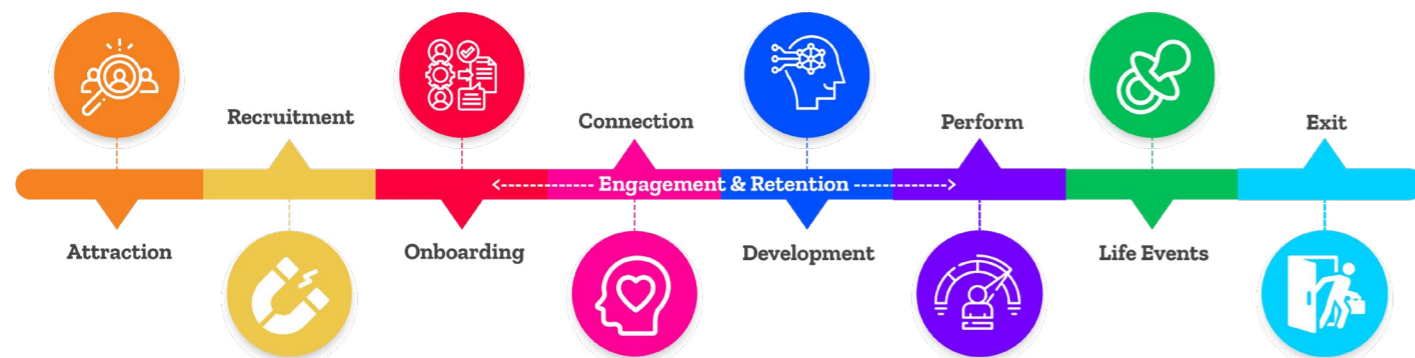 Recruitment
Connection
Perform
Exit
<------------ Engagement & Retention ------------>
Attraction
Onboarding
Development
Life Events